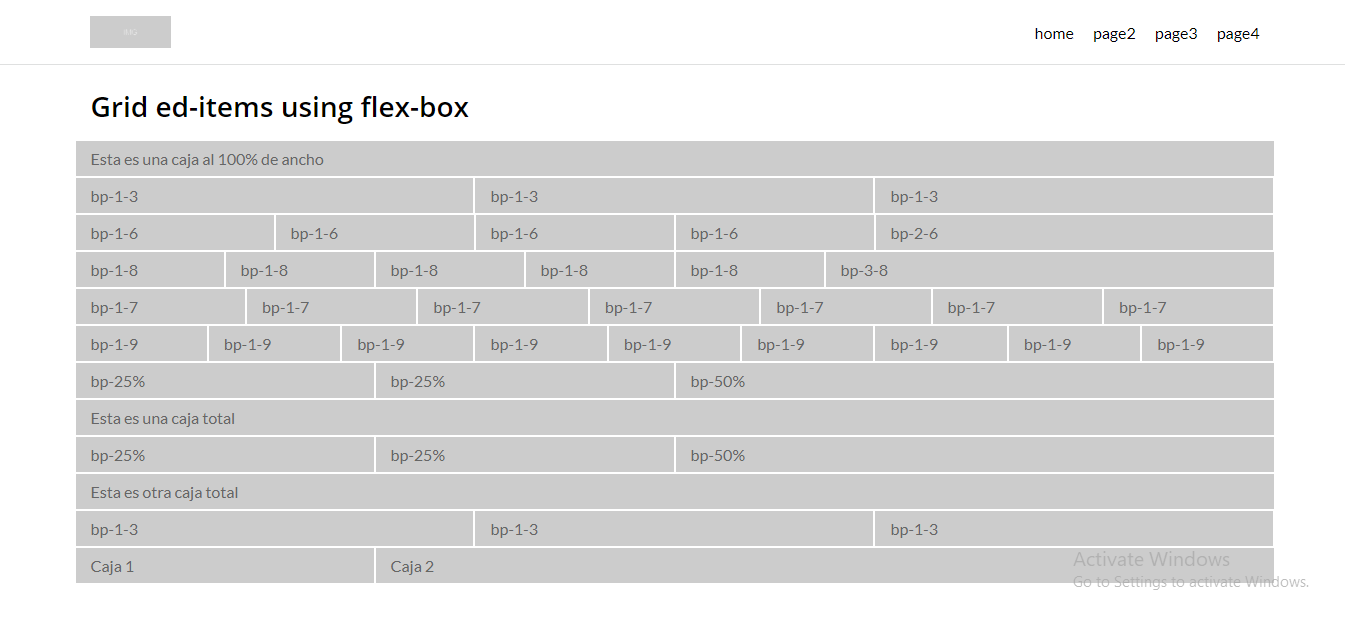 home page2 page3 page4
Grid ed-items using flex-box
Esta es una caja al 100% de ancho
bp-1-3 bp-1-3 bp-1-3
bp-1-6 bp-1-6 bp-1-6 bp-1-6 bp-2-6
bp-1-8 bp-1-8 bp-1-8 bp-1-8 bp-1-8 bp-3-8
bp-1-7 bp-1-7 bp-1-7 bp-1-7 bp-1-7 bp-1-7 bp-1-7
bp-1-9 bp-1-9 bp-1-9 bp-1-9 bp-1-9 bp-1-9 bp-1-9 bp-1-9 bp-1-9
bp-25% bp-25% bp-50%
Esta es una caja total
bp-25% bp-25% bp-50%
Esta es otra caja total
bp-1-3 bp-1-3 bp-1-3
Caja 1 Caja 2
Activate Windows
Go to Settings to activate Windows.